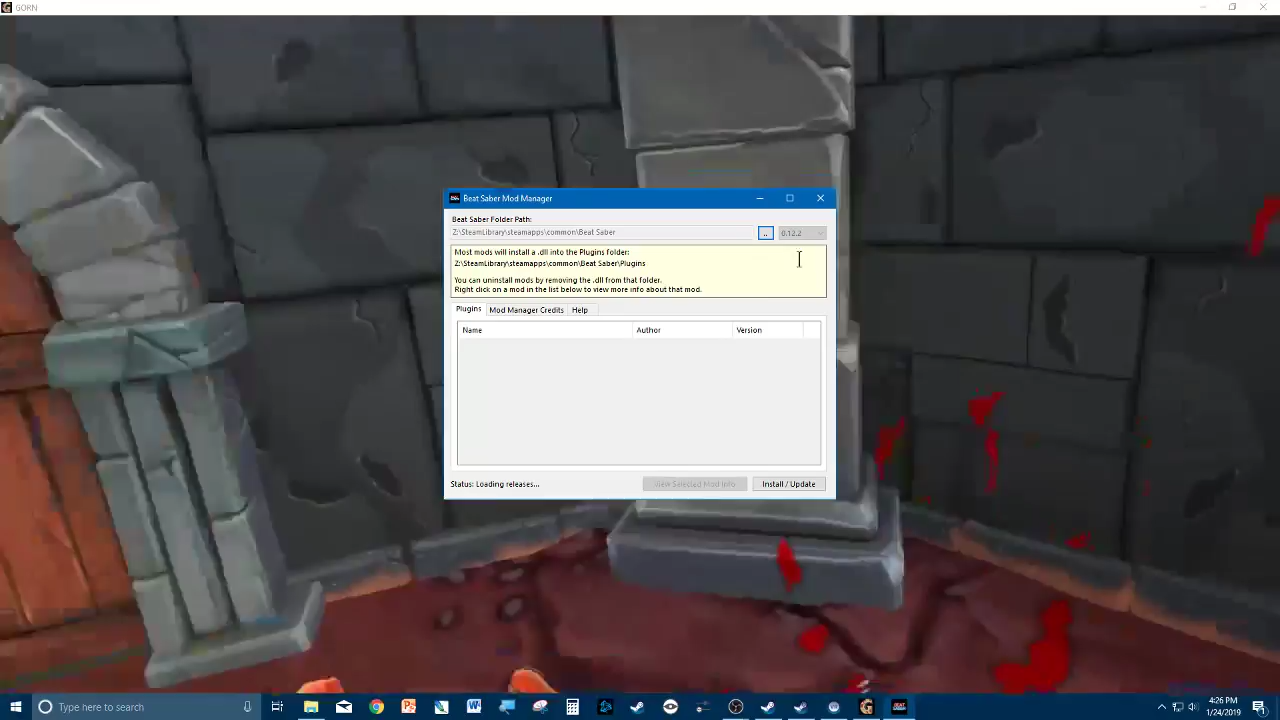 GORN
Beat Saber Mod Manager
Beat Saber Folder Path:
Z:\SteamLibrary\steamapps\common\Beat Saber
..
0.12.2
Most mods will install a .dll into the Plugins folder:
Z:\SteamLibrary\steamapps\common\Beat Saber\Plugins
You can uninstall mods by removing the .dll from that folder.
Right click on a mod in the list below to view more info about that mod.
Plugins Mod Manager Credits Help
Name Author Version
Status: Loading releases... View Selected Mod Info Install / Update
Type here to search
4:26 PM
1/24/2019